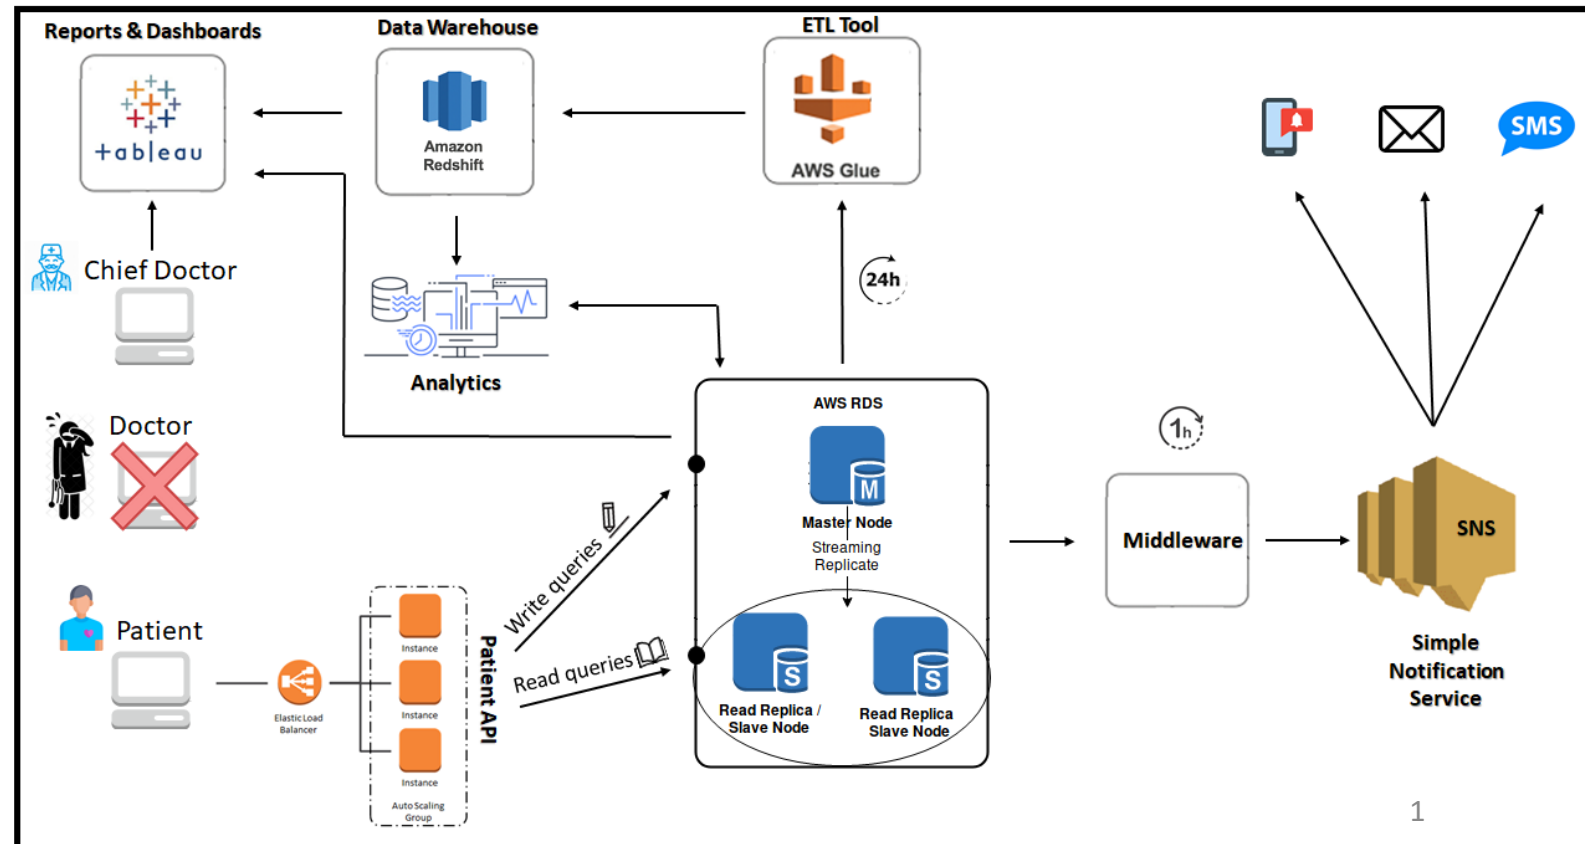 Reports & Dashboards
Data Warehouse
ETL Tool
+ableau
Amazon
Redshift
AWS Glue
SMS
Chief Doctor
24h
Analytics
AWS RDS
Doctor
1h
M
Master Node
Streaming
Replicate
Middleware
SNS
Write queries
Patient
Instance
Read queries
Patient API
Simple
Notification
Service
S
S
Elastic Load
Balancer
Instance
Read Replica /
Slave Node
Read Replica
Slave Node
Instance
Auto Scaling
Group
1